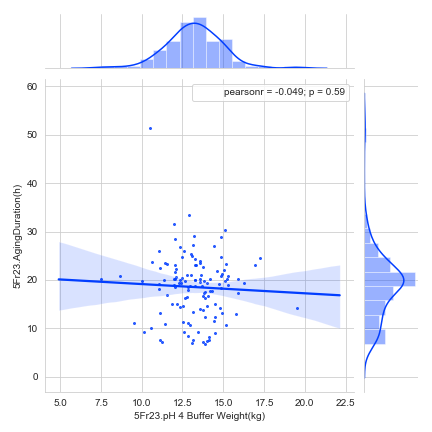 pearsonr = -0.049; p = 0.59
60
50
40
30
20
10
0
5Fr23.AgingDuration(h)
5.0 7.5 10.0 12.5 15.0 17.5 20.0 22.5
5Fr23.pH 4 Buffer Weight(kg)